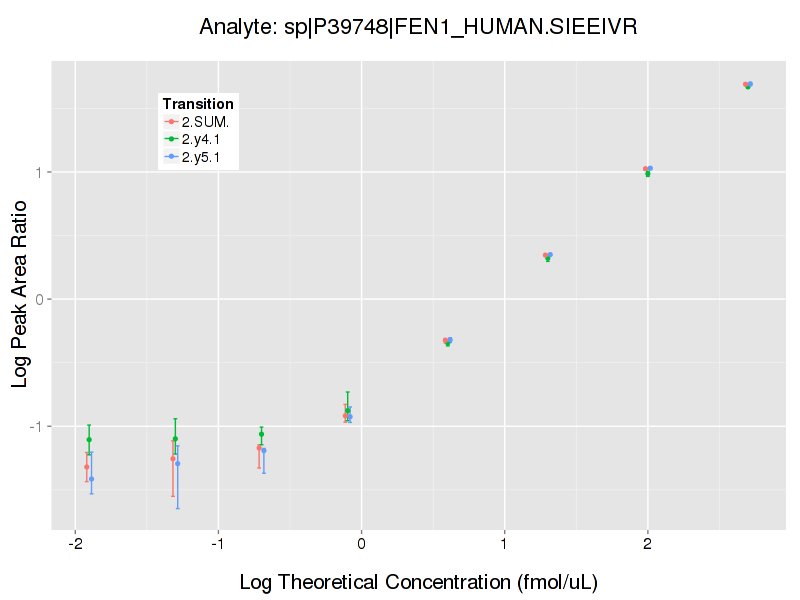 Analyte: sp|P39748|FEN1_HUMAN.SIEEIVR
Transition
2.SUM.
2.y4.1
2.y5.1
Log Peak Area Ratio
1
0
-1
-2
-1
0
1
2
Log Theoretical Concentration (fmol/uL)